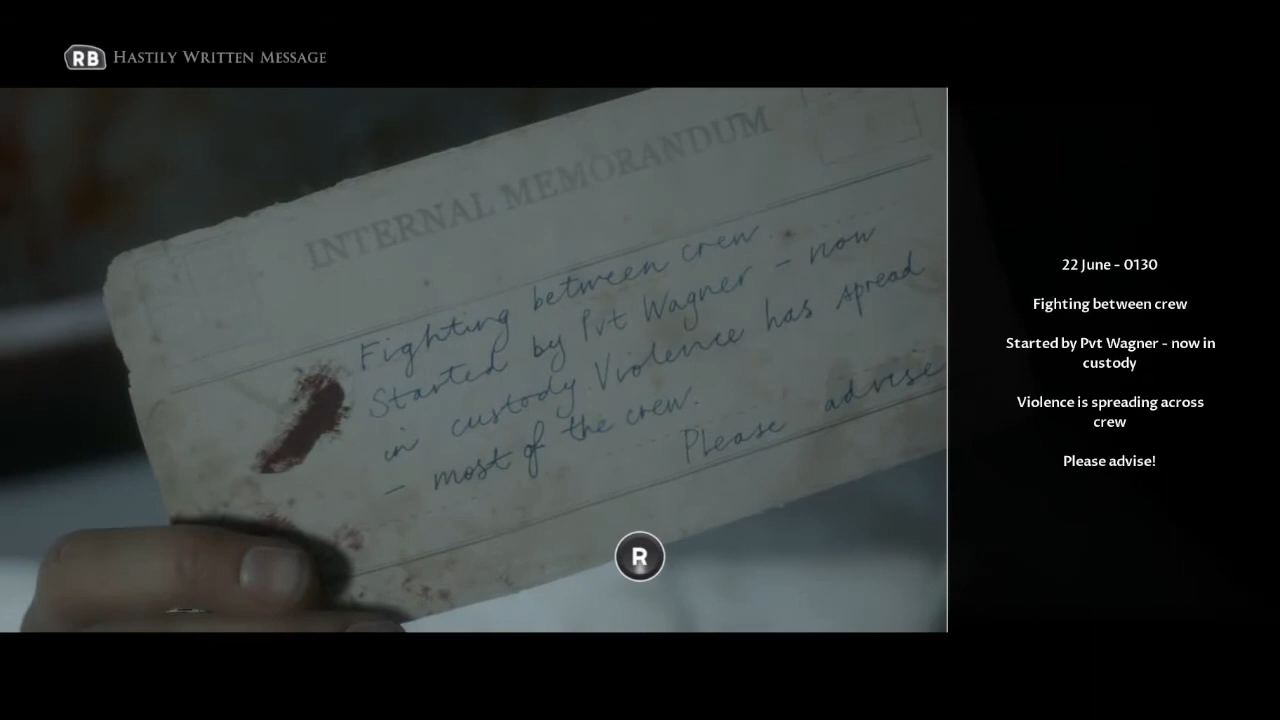 RB Hastily Written Message
INTERNAL MEMORANDUM
Fighting between crew.
Started by Pvt Wagner - now
in custody Violence has spread
- most of the crew.
Please advise
R
22 June - 0130
Fighting between crew
Started by Pvt Wagner - now in
custody
Violence is spreading across
crew
Please advise!